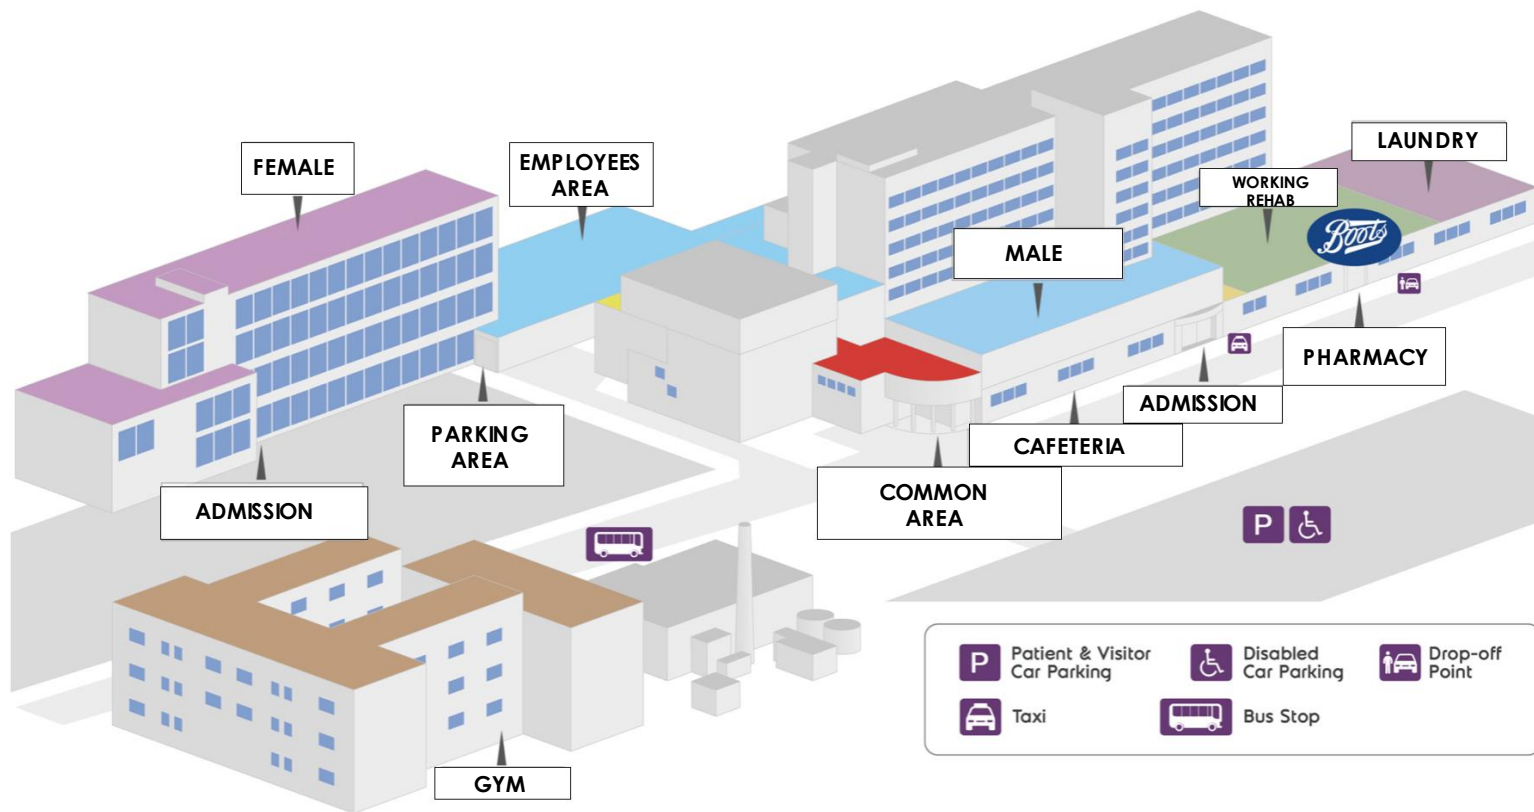 FEMALE
EMPLOYEES
AREA
LAUNDRY
WORKING
REHAB
Boots
MALE
PHARMACY
ADMISSION
PARKING
AREA
CAFETERIA
COMMON
AREA
ADMISSION
P
P
Patient & Visitor
Car Parking
Disabled
Car Parking
Drop-off
Point
Taxi
Bus Stop
GYM